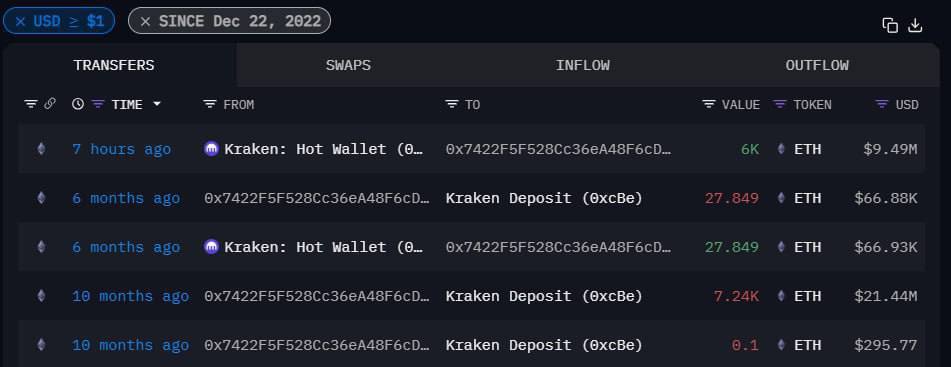 × USD ≥ $1 × SINCE Dec 22, 2022
TRANSFERS SWAPS INFLOW OUTFLOW
TIME FROM TO VALUE TOKEN USD
7 hours ago Kraken: Hot Wallet (0… 0x7422F5F528Cc36eA48F6cD… 6K ETH $9.49M
6 months ago 0x7422F5F528Cc36eA48F6cD… Kraken Deposit (0xcBe) 27.849 ETH $66.88K
6 months ago Kraken: Hot Wallet (0… 0x7422F5F528Cc36eA48F6cD… 27.849 ETH $66.93K
10 months ago 0x7422F5F528Cc36eA48F6cD… Kraken Deposit (0xcBe) 7.24K ETH $21.44M
10 months ago 0x7422F5F528Cc36eA48F6cD… Kraken Deposit (0xcBe) 0.1 ETH $295.77